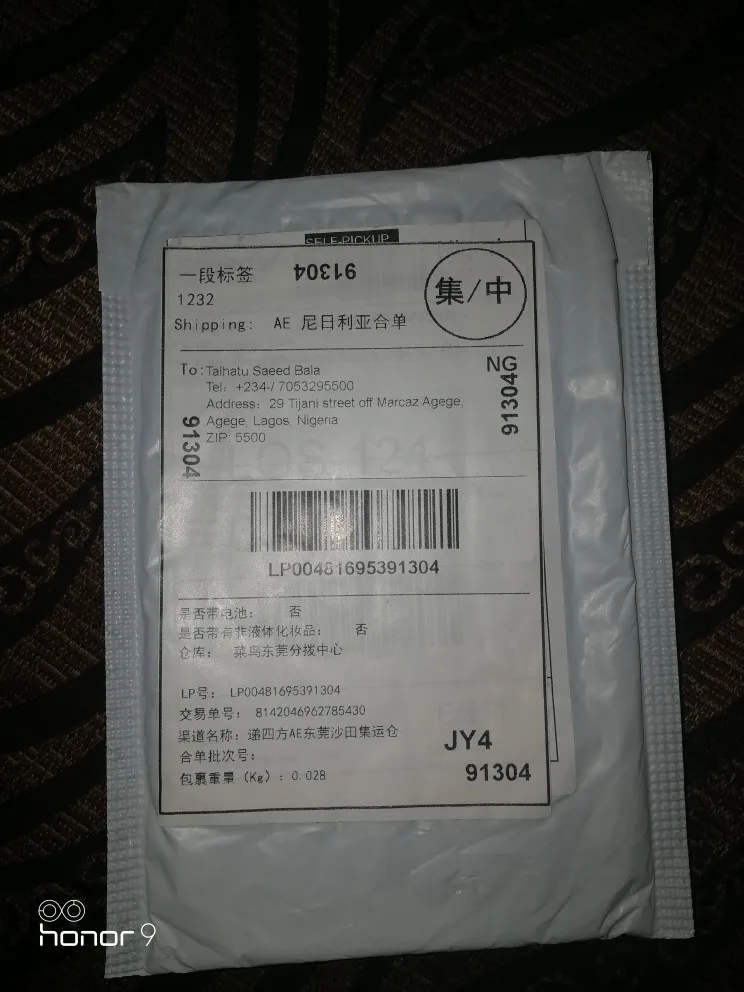 SELF-PICKUP
一段标签
91304
集/中
1232
Shipping: AE 尼日利亚合单
To: Talhatu Saeed Bala
NG
Tel: +234-/ 7053295500
91304
Address: 29 Tijani street off Marcaz Agege,
Agege, Lagos, Nigeria
91304
ZIP: 5500
LP00481695391304
是否带电池: 否
是否带有非液体化妆品: 否
仓库: 菜鸟东莞分拨中心
LP号: LP00481695391304
交易单号: 8142046962785430
渠道名称: 递四方AE东莞沙田集运仓
JY4
合单批次号:
91304
包裹重量 (Kg) : 0.028
honor 9